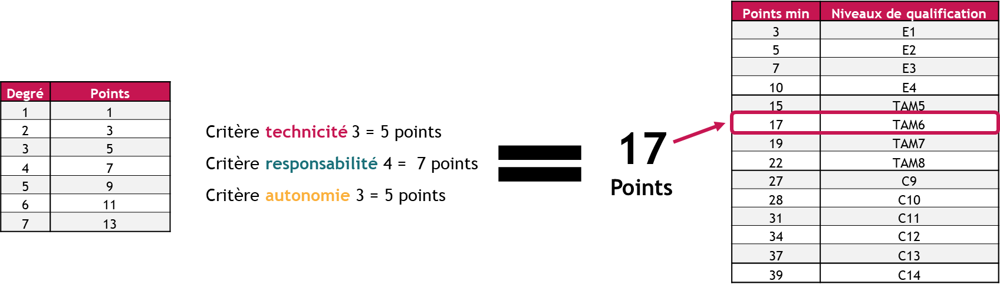 Degré Points
1 1
2 3
3 5
4 7
5 9
6 11
7 13
Critère technicité 3 = 5 points
Critère responsabilité 4 = 7 points
Critère autonomie 3 = 5 points
17
Points
Points min Niveaux de qualification
3 E1
5 E2
7 E3
10 E4
15 TAM5
17 TAM6
19 TAM7
22 TAM8
27 C9
28 C10
31 C11
34 C12
37 C13
39 C14